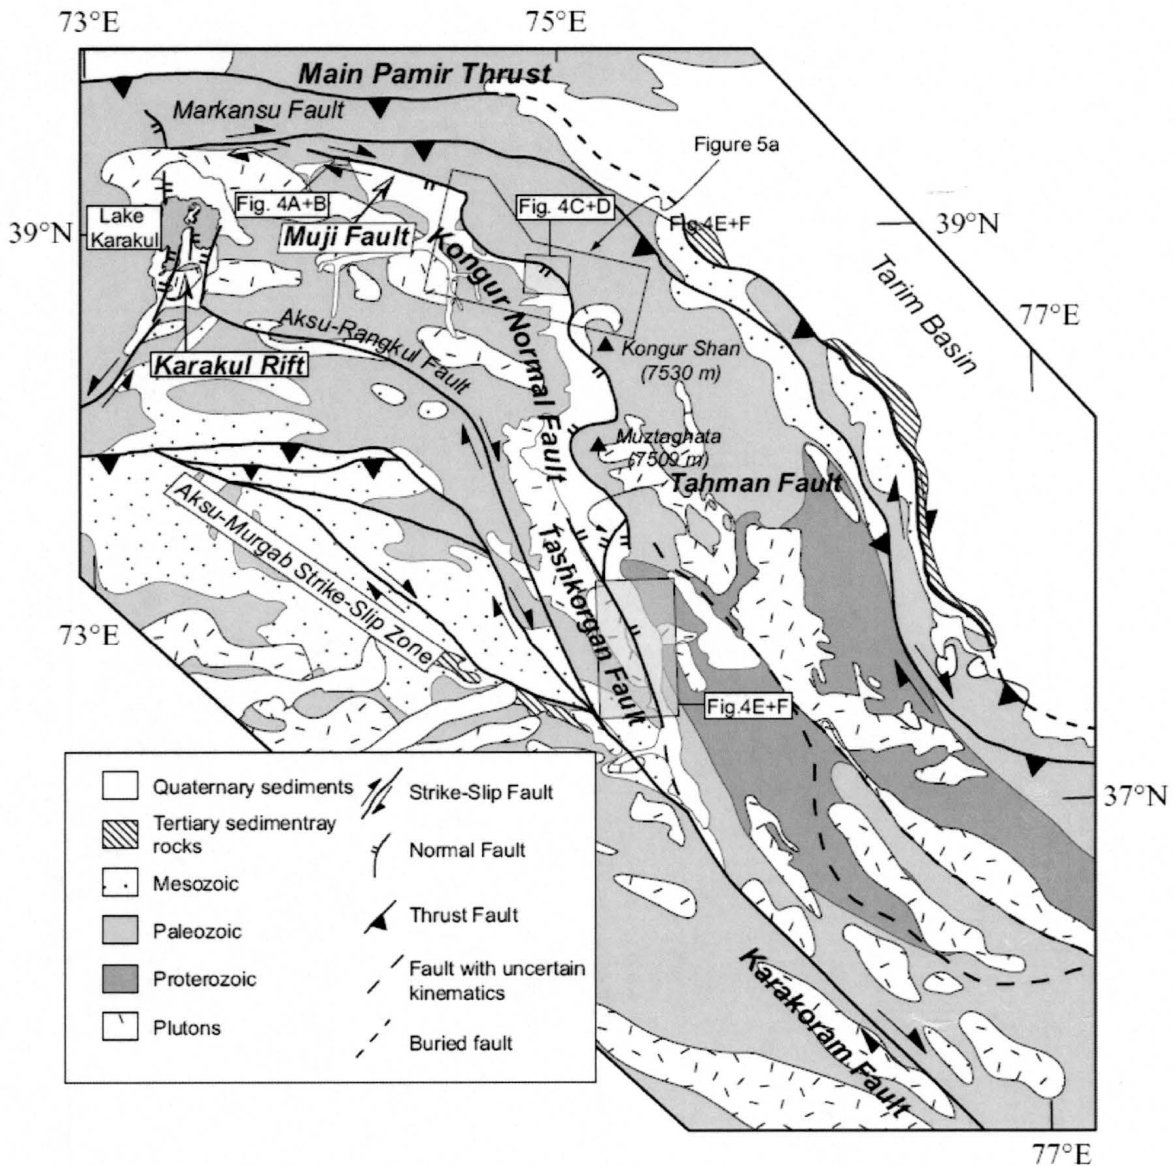 73°E
75°E
Main Pamir Thrust
Markansu Fault
Figure 5a
Fig. 4A+B
Fig. 4C+D
Fig.4E+F
39°N
Lake
Karakul
Muji Fault
39°N
Kongur Normal Fault
Tarim Basin
77°E
Aksu-Rangkul Fault
Karakul Rift
Kongur Shan
(7530 m)
Muztaghata
(7509 m)
Tahman Fault
Aksu-Murgab Strike-Slip Zone
Tashkorgan Fault
73°E
Fig.4E+F
37°N
Quaternary sediments
Tertiary sedimentray
rocks
Mesozoic
Paleozoic
Proterozoic
Plutons
Strike-Slip Fault
Normal Fault
Thrust Fault
Fault with uncertain
kinematics
Buried fault
Karakoram Fault
77°E